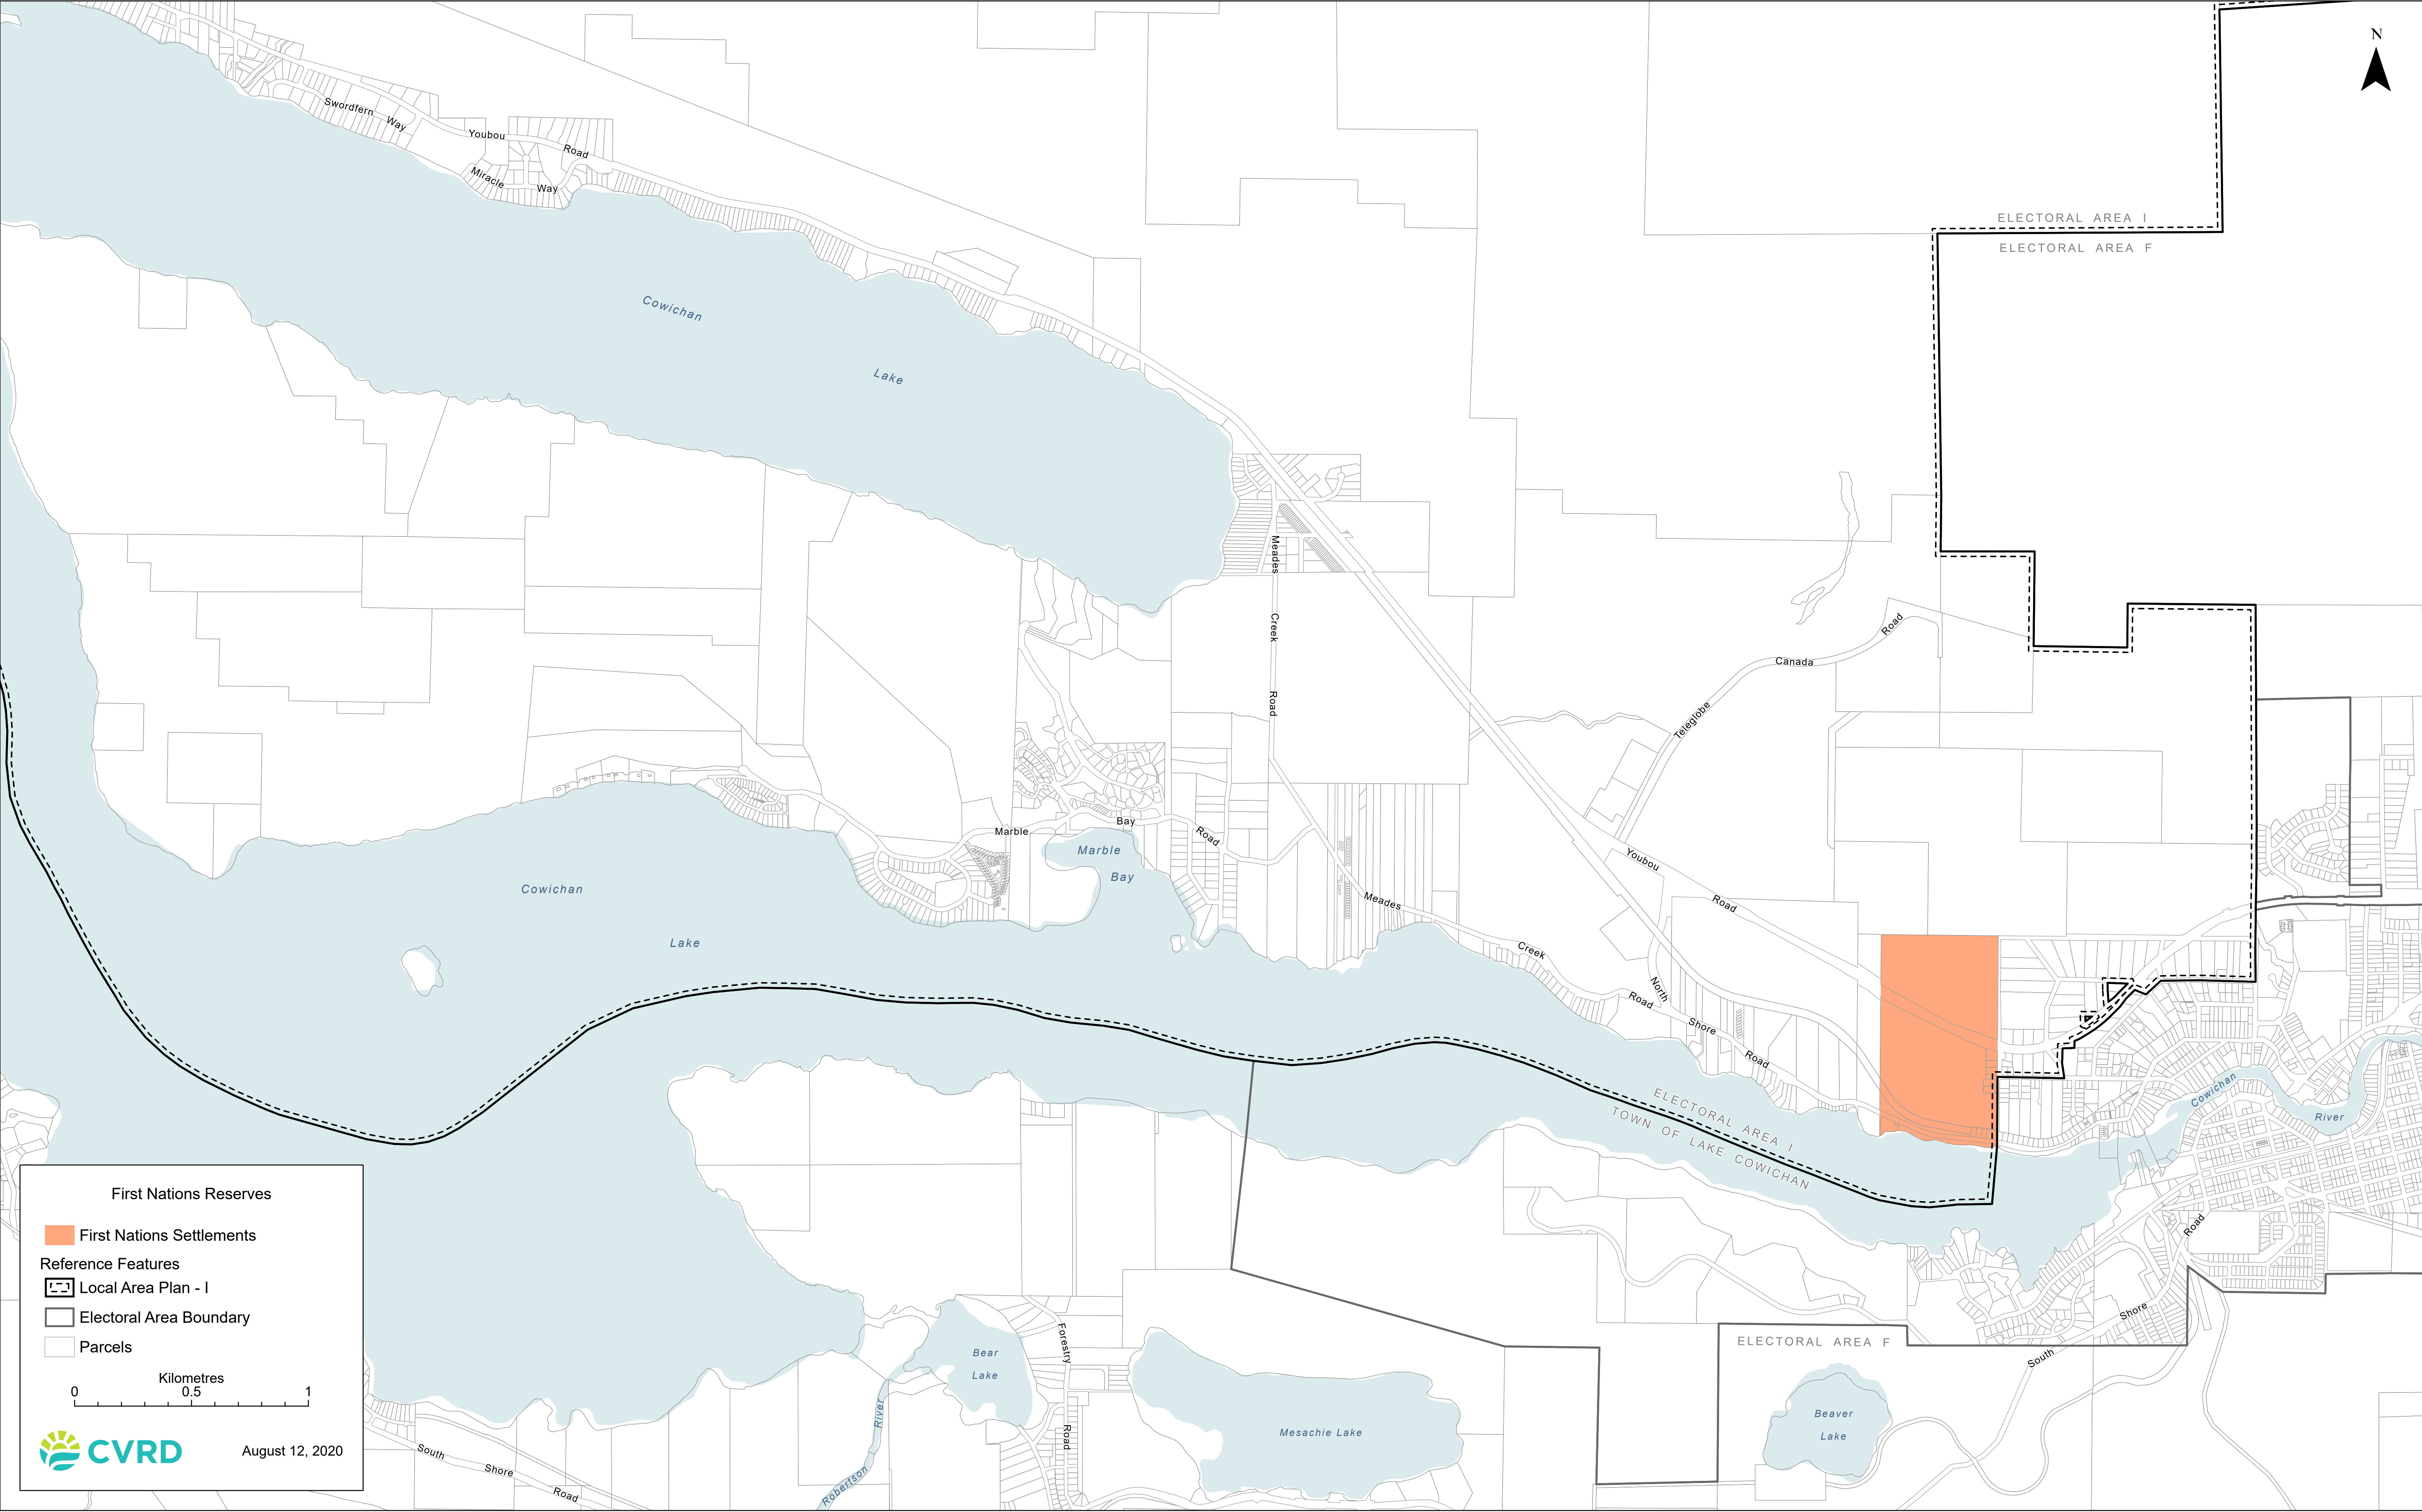 N
Swordfern Way
Youbou Road
Miracle Way
ELECTORAL AREA I
ELECTORAL AREA F
Cowichan
Lake
Meades
Creek
Road
Canada
Road
Teleglobe
Marble Bay Road
Marble
Bay
Youbou
Road
Cowichan
Lake
Meades
Creek
Road
North
Shore
Road
ELECTORAL AREA I
TOWN OF LAKE COWICHAN
Cowichan
River
Road
Shore
South
ELECTORAL AREA F
Bear
Lake
Forestry
Road
River
Robertson
Mesachie Lake
Beaver
Lake
South
Shore
Road
First Nations Reserves
First Nations Settlements
Reference Features
Local Area Plan - I
Electoral Area Boundary
Parcels
Kilometres
0 0.5 1
CVRD
August 12, 2020